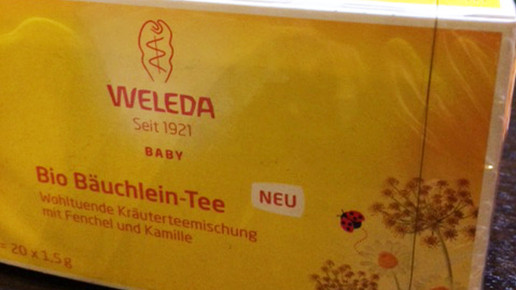 WELEDA
Seit 1921
BABY
Bio Bäuchlein-Tee
NEU
Wohltuende Kräuterteemischung
mit Fenchel und Kamille
= 20 x 1,5 g